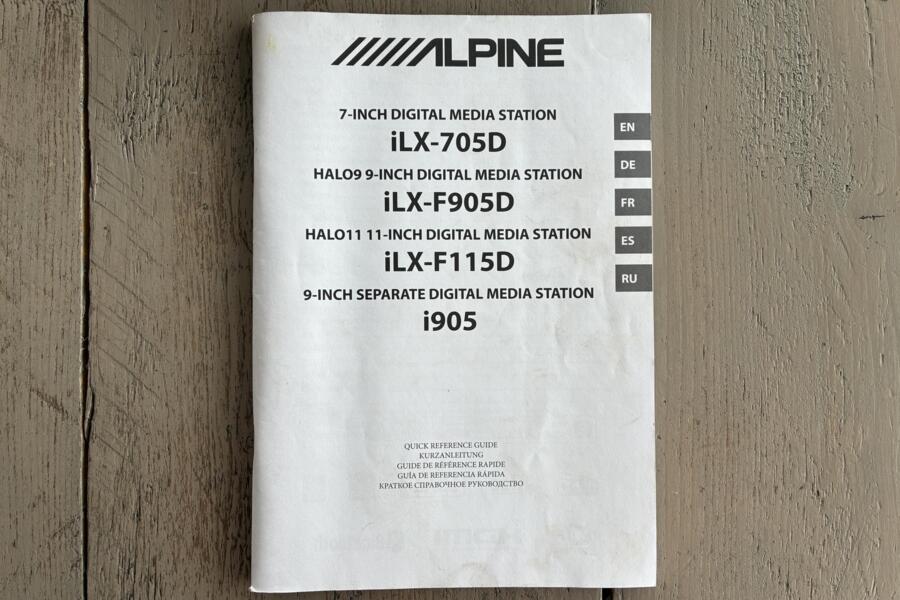 ALPINE
7-INCH DIGITAL MEDIA STATION
iLX-705D
HALO9 9-INCH DIGITAL MEDIA STATION
iLX-F905D
HALO11 11-INCH DIGITAL MEDIA STATION
iLX-F115D
9-INCH SEPARATE DIGITAL MEDIA STATION
i905
EN
DE
FR
ES
RU
QUICK REFERENCE GUIDE
KURZANLEITUNG
GUIDE DE RÉFÉRENCE RAPIDE
GUÍA DE REFERENCIA RÁPIDA
КРАТКОЕ СПРАВОЧНОЕ РУКОВОДСТВО